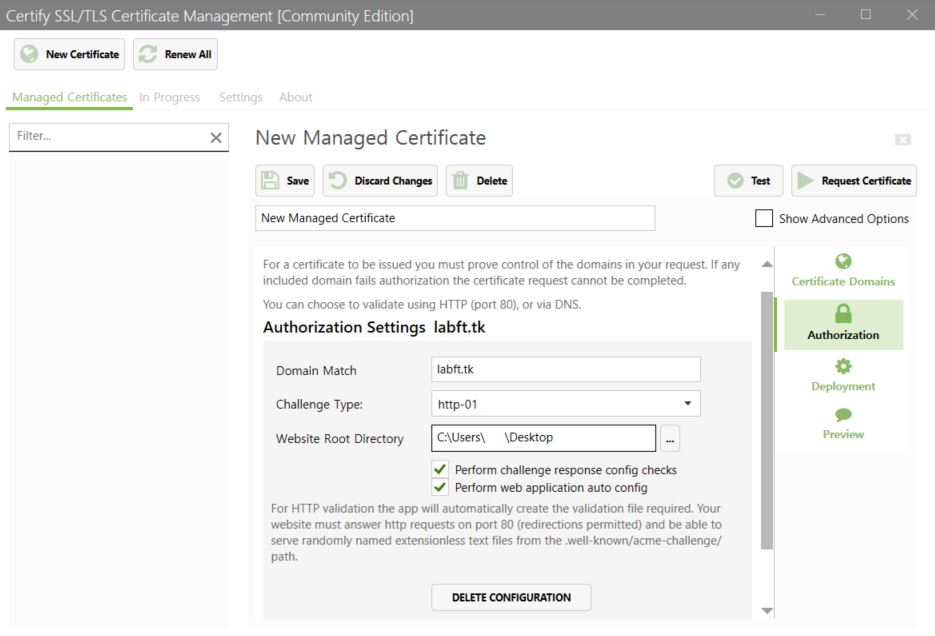 Certify SSL/TLS Certificate Management [Community Edition]
New Certificate
Renew All
Managed Certificates
In Progress
Settings
About
Filter...
New Managed Certificate
Save
Discard Changes
Delete
Test
Request Certificate
New Managed Certificate
Show Advanced Options
For a certificate to be issued you must prove control of the domains in your request. If any
included domain fails authorization the certificate request cannot be completed.
You can choose to validate using HTTP (port 80), or via DNS.
Authorization Settings labft.tk
Domain Match
labft.tk
Challenge Type:
http-01
Website Root Directory
C:\Users\ \Desktop
...
Perform challenge response config checks
Perform web application auto config
For HTTP validation the app will automatically create the validation file required. Your
website must answer http requests on port 80 (redirections permitted) and be able to
serve randomly named extensionless text files from the .well-known/acme-challenge/
path.
DELETE CONFIGURATION
Certificate Domains
Authorization
Deployment
Preview